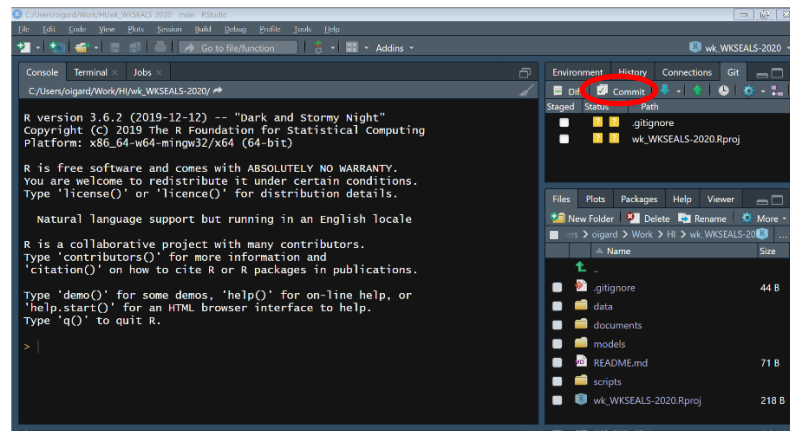 C:/Users/oigard/Work/HI/wk_WKSEALS 2020 main RStudio
File Edit Code View Plots Session Build Debug Profile Tools Help
Go to file/function Addins
wk_WKSEALS-2020
Console Terminal Jobs
C:/Users/oigard/Work/HI/wk_WKSEALS-2020/
R version 3.6.2 (2019-12-12) -- "Dark and Stormy Night"
Copyright (C) 2019 The R Foundation for Statistical Computing
Platform: x86_64-w64-mingw32/x64 (64-bit)
R is free software and comes with ABSOLUTELY NO WARRANTY.
You are welcome to redistribute it under certain conditions.
Type 'license()' or 'licence()' for distribution details.
Natural language support but running in an English locale
R is a collaborative project with many contributors.
Type 'contributors()' for more information and
'citation()' on how to cite R or R packages in publications.
Type 'demo()' for some demos, 'help()' for on-line help, or
'help.start()' for an HTML browser interface to help.
Type 'q()' to quit R.
>
Environment History Connections Git
Commit
Staged Status Path
? ? .gitignore
? ? wk_WKSEALS-2020.Rproj
Files Plots Packages Help Viewer
New Folder Delete Rename More
ers > oigard > Work > HI > wk_WKSEALS-20 ...
Name Size
..
.gitignore 44 B
data
documents
models
README.md 71 B
scripts
wk_WKSEALS-2020.Rproj 218 B